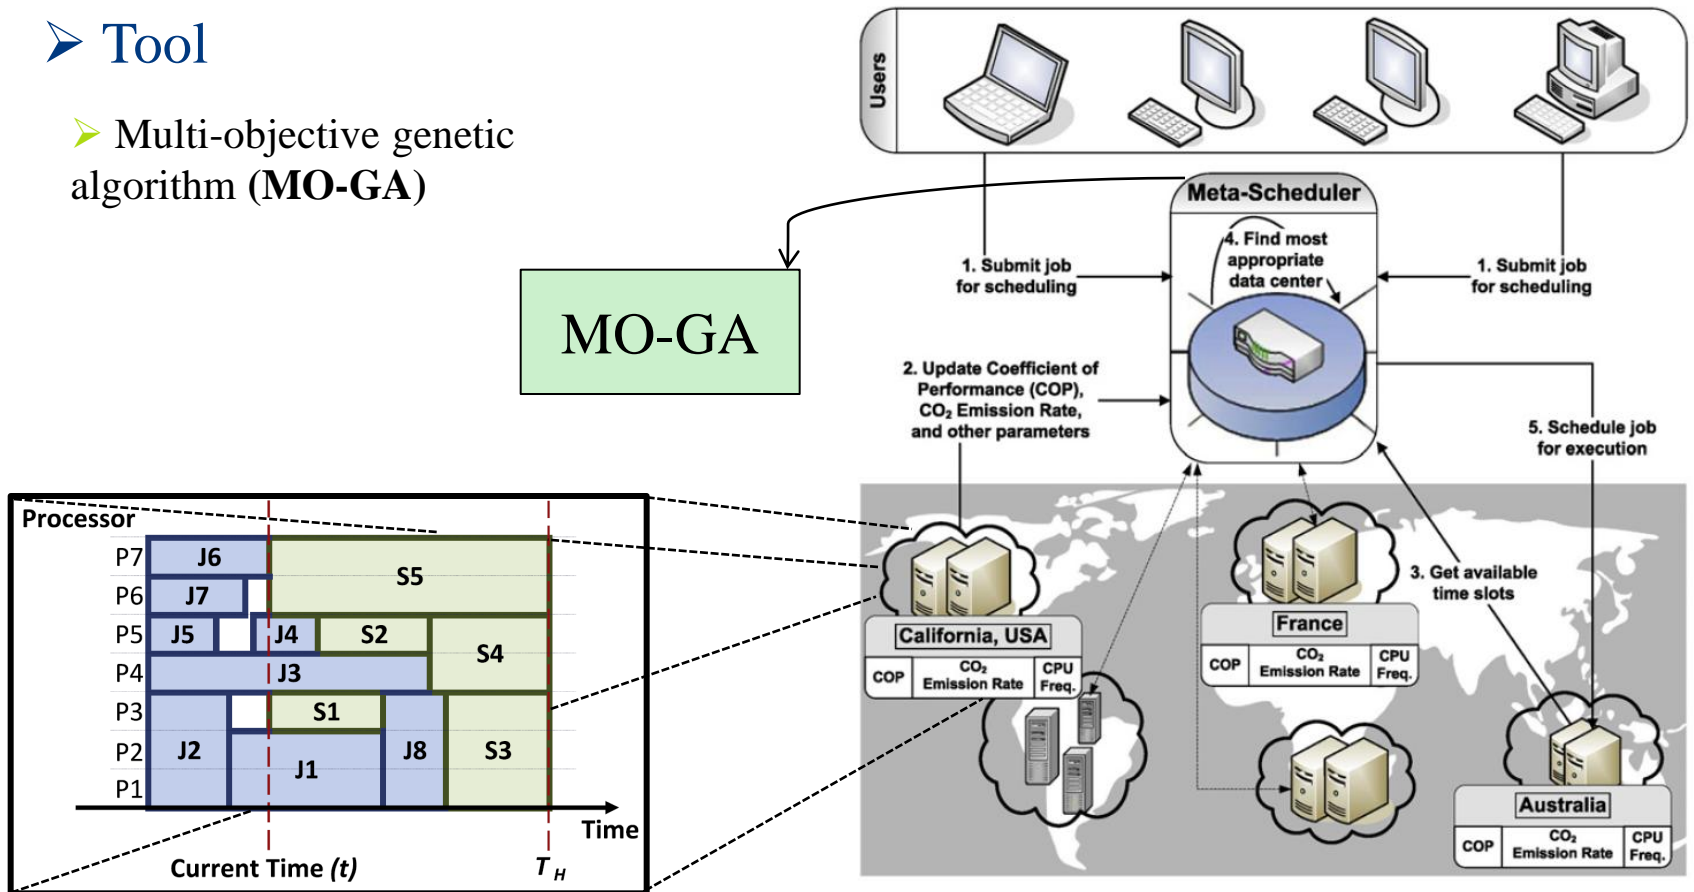 ➢ Tool
➢ Multi-objective genetic
algorithm (MO-GA)
MO-GA
Users
Meta-Scheduler
4. Find most
appropriate
data center
1. Submit job
for scheduling
1. Submit job
for scheduling
2. Update Coefficient of
Performance (COP),
CO₂ Emission Rate,
and other parameters
5. Schedule job
for execution
3. Get available
time slots
California, USA
COP
CO₂
Emission Rate
CPU
Freq.
France
COP
CO₂
Emission Rate
CPU
Freq.
Australia
COP
CO₂
Emission Rate
CPU
Freq.
Processor
P7 J6 S5
P6 J7
P5 J5 J4 S2
S4
P4 J3
P3 S1
P2 J2 J8 S3
J1
P1
Time
Current Time (t)
T H